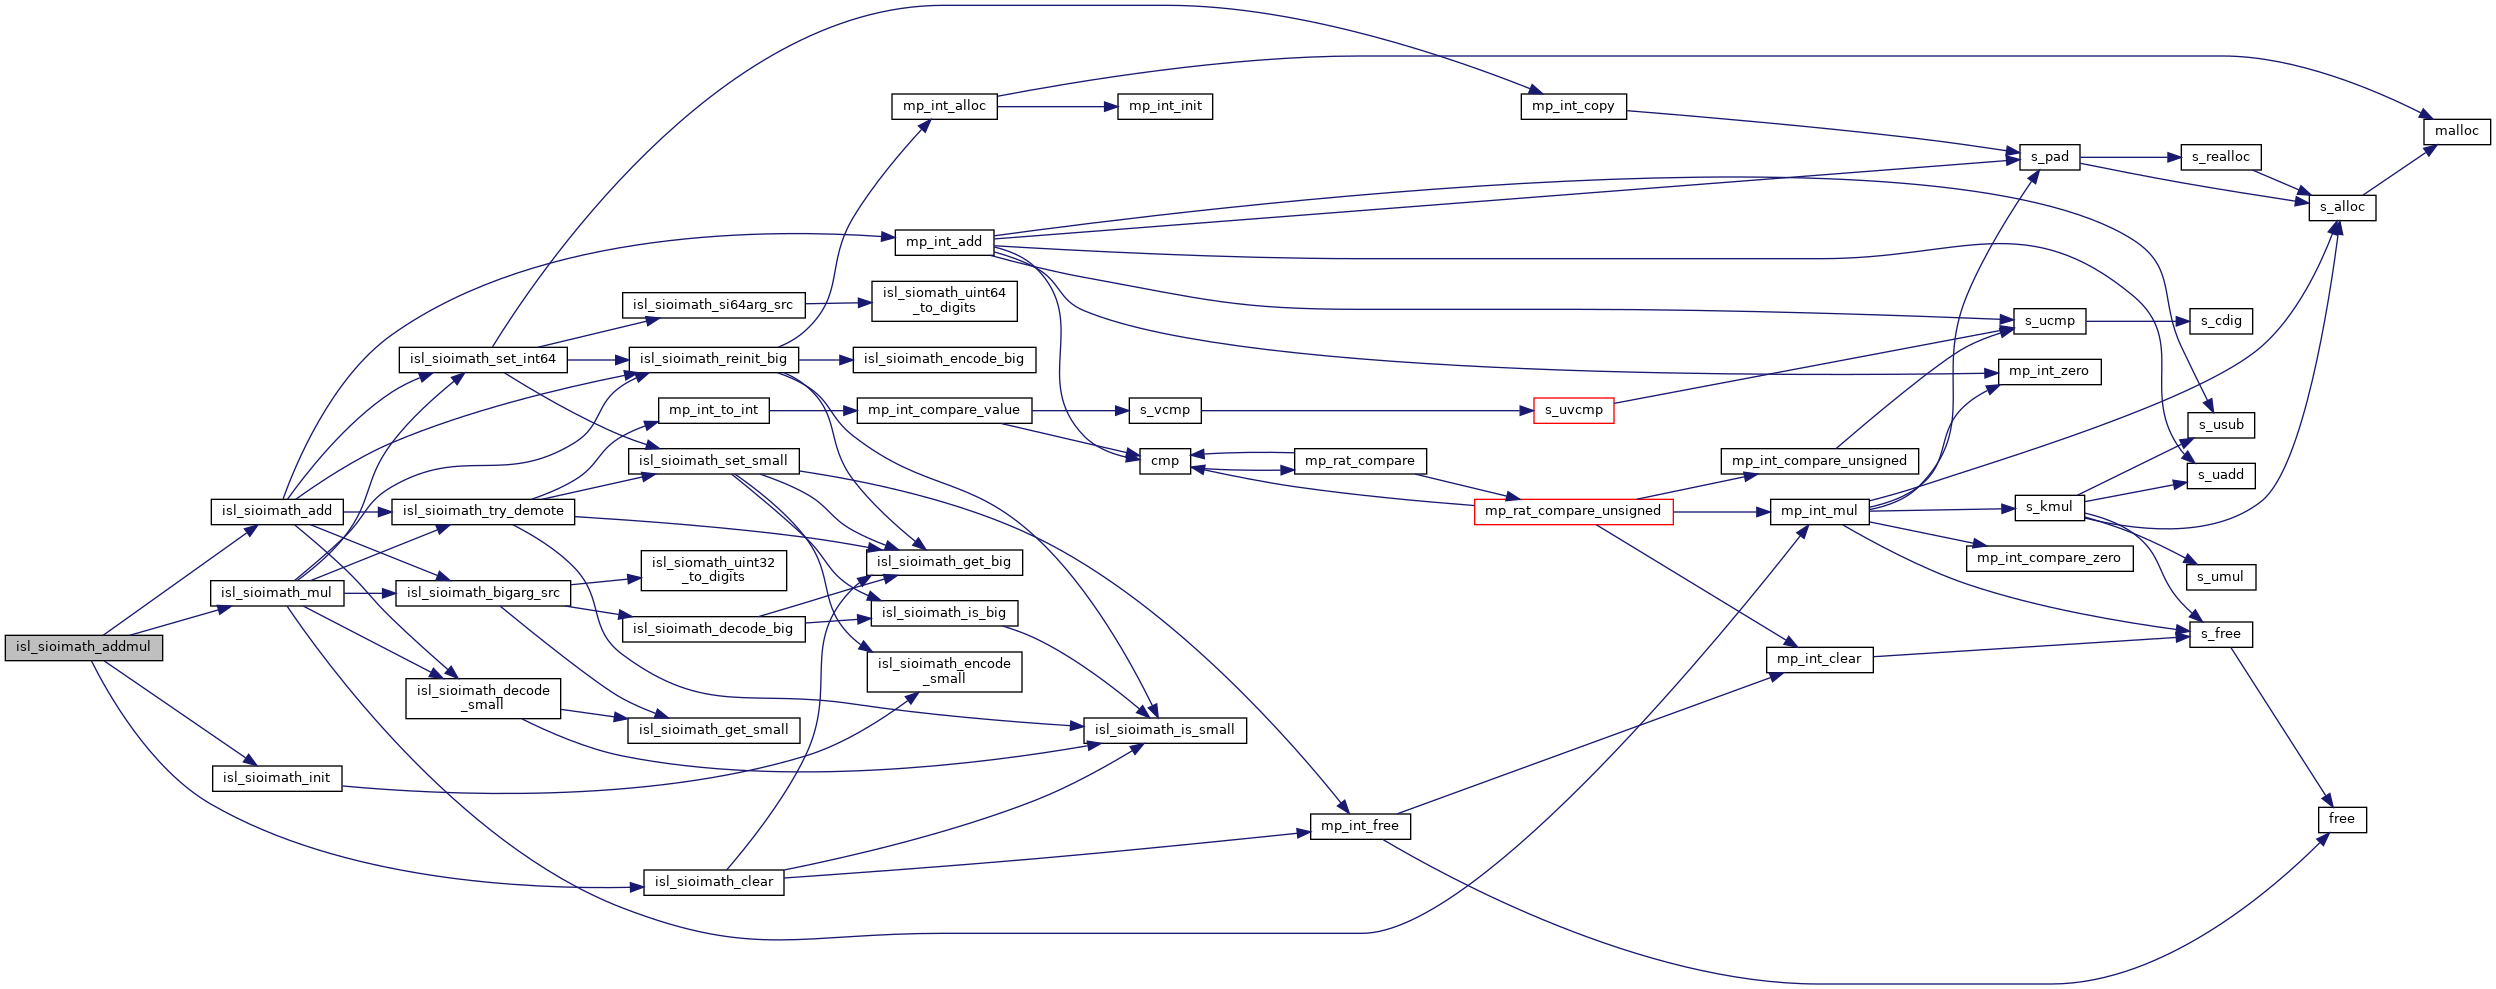 isl_sioimath_addmul
isl_sioimath_add
isl_sioimath_mul
isl_sioimath_init
isl_sioimath_set_int64
isl_sioimath_try_demote
isl_sioimath_bigarg_src
isl_sioimath_decode
_small
isl_sioimath_si64arg_src
isl_sioimath_reinit_big
mp_int_to_int
isl_sioimath_set_small
isl_siomath_uint32
_to_digits
isl_sioimath_decode_big
isl_sioimath_get_small
isl_sioimath_clear
mp_int_alloc
mp_int_add
isl_siomath_uint64
_to_digits
isl_sioimath_encode_big
mp_int_compare_value
isl_sioimath_get_big
isl_sioimath_is_big
isl_sioimath_encode
_small
mp_int_init
s_vcmp
cmp
isl_sioimath_is_small
mp_rat_compare
mp_int_free
mp_int_copy
s_uvcmp
mp_rat_compare_unsigned
mp_int_compare_unsigned
mp_int_mul
mp_int_clear
s_pad
s_ucmp
mp_int_zero
s_kmul
mp_int_compare_zero
s_realloc
s_cdig
s_usub
s_uadd
s_umul
s_free
s_alloc
free
malloc